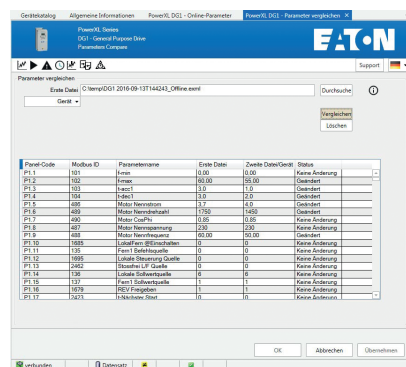 Gerätekatalog Allgemeine Informationen PowerXL DG1 - Online-Parameter PowerXL DG1 - Parameter vergleichen ×
PowerXL Series
DG1 - General Purpose Drive
Parameters Compare
EATON
Support
Parameter vergleichen
Erste Datei C:\temp\DG1 2016-09-13T144243_Offline.exml Durchsuche
Gerät
Vergleichen
Löschen
Panel-Code Modbus ID Parametername Erste Datei Zweite Datei/Gerät Status
P1.1 101 f-min 0,00 0,00 Keine Änderung
P1.2 102 f-max 60,00 55,00 Geändert
P1.3 103 t-acc1 3,0 1,0 Geändert
P1.4 104 t-dec1 3,0 2,0 Geändert
P1.5 486 Motor Nennstrom 3,7 4,0 Geändert
P1.6 489 Motor Nenndrehzahl 1750 1450 Geändert
P1.7 490 Motor CosPhi 0,85 0,85 Keine Änderung
P1.8 487 Motor Nennspannung 230 230 Keine Änderung
P1.9 488 Motor Nennfrequenz 60,00 50,00 Geändert
P1.10 1685 LokalFern @Einschalten 0 0 Keine Änderung
P1.11 135 Fern1 Befehlsquelle 0 0 Keine Änderung
P1.12 1695 Lokale Steuerung Quelle 0 0 Keine Änderung
P1.13 2462 Stossfrei L/F Quelle 0 0 Keine Änderung
P1.14 136 Lokale Sollwertquelle 6 6 Keine Änderung
P1.15 137 Fern1 Sollwertquelle 1 1 Keine Änderung
P1.16 1679 REV Freigeben 1 1 Keine Änderung
P1.17 2423 t-Nächster Start 0 0 Keine Änderung
OK Abbrechen Übernehmen
verbunden Datensatz